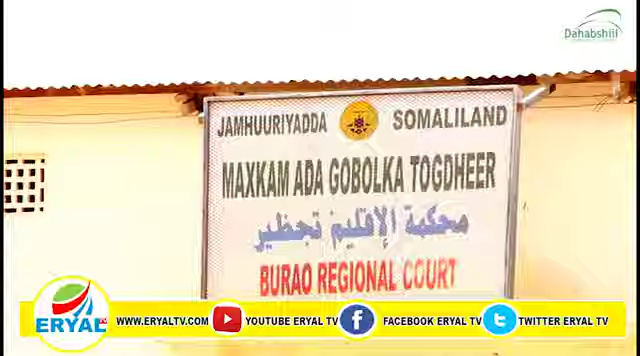 Dahabshiil
JAMHUURIYADDA SOMALILAND
MAXKAM ADA GOBOLKA TOGDHEER
محكمة الإقليم تجظير
BURAO REGIONAL COURT
ERYAL TV WWW.ERYALTV.COM YOUTUBE ERYAL TV FACEBOOK ERYAL TV TWITTER ERYAL TV